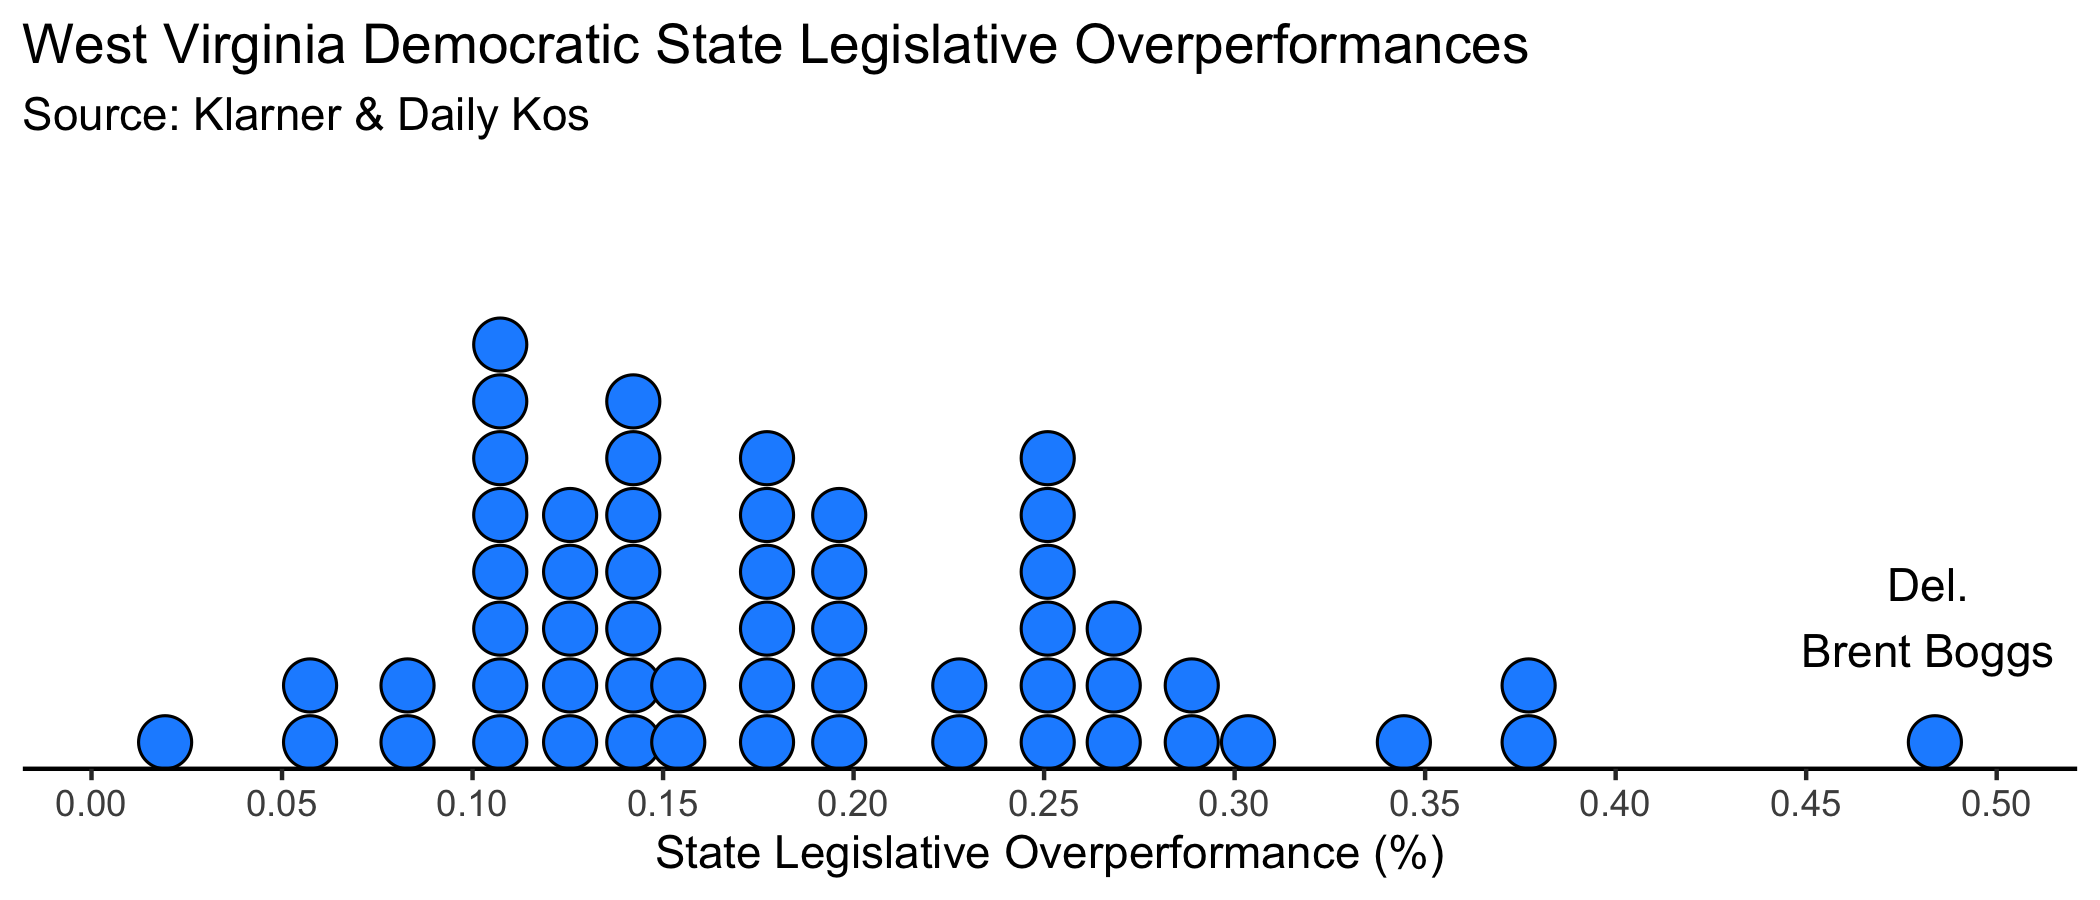 West Virginia Democratic State Legislative Overperformances
Source: Klarner & Daily Kos
Del.
Brent Boggs
0.00 0.05 0.10 0.15 0.20 0.25 0.30 0.35 0.40 0.45 0.50
State Legislative Overperformance (%)